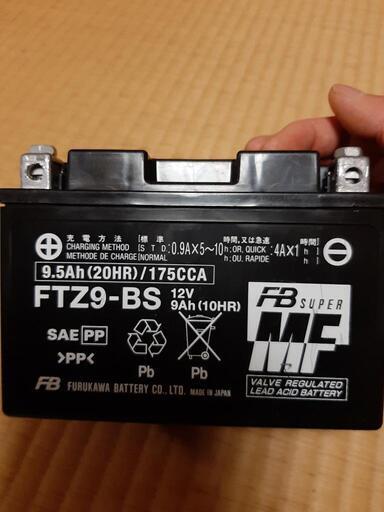 充電方法 標準 時間,又は急速 時間
CHARGING METHOD [STD: 0.9A×5~10h, OR, QUICK: 4A×1h]
METHODE DE CHARGE [NORMAL: OU, RAPIDE: h]
9.5Ah(20HR)/175CCA
FTZ9-BS 12V
9Ah(10HR)
FB SUPER
MF
SAE PP
>PP<
Pb Pb
VALVE REGULATED
LEAD ACID BATTERY
FB FURUKAWA BATTERY CO., LTD. MADE IN JAPAN